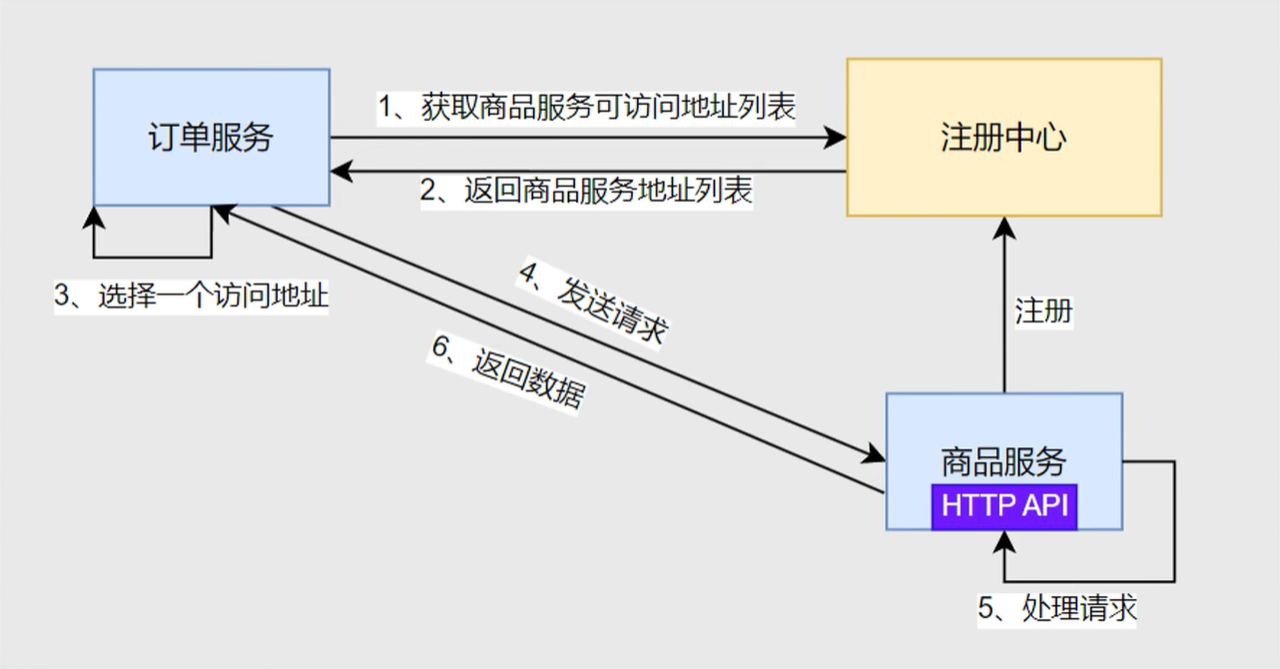 订单服务
1、获取商品服务可访问地址列表
注册中心
2、返回商品服务地址列表
3、选择一个访问地址
4、发送请求
6、返回数据
注册
商品服务
HTTP API
5、处理请求